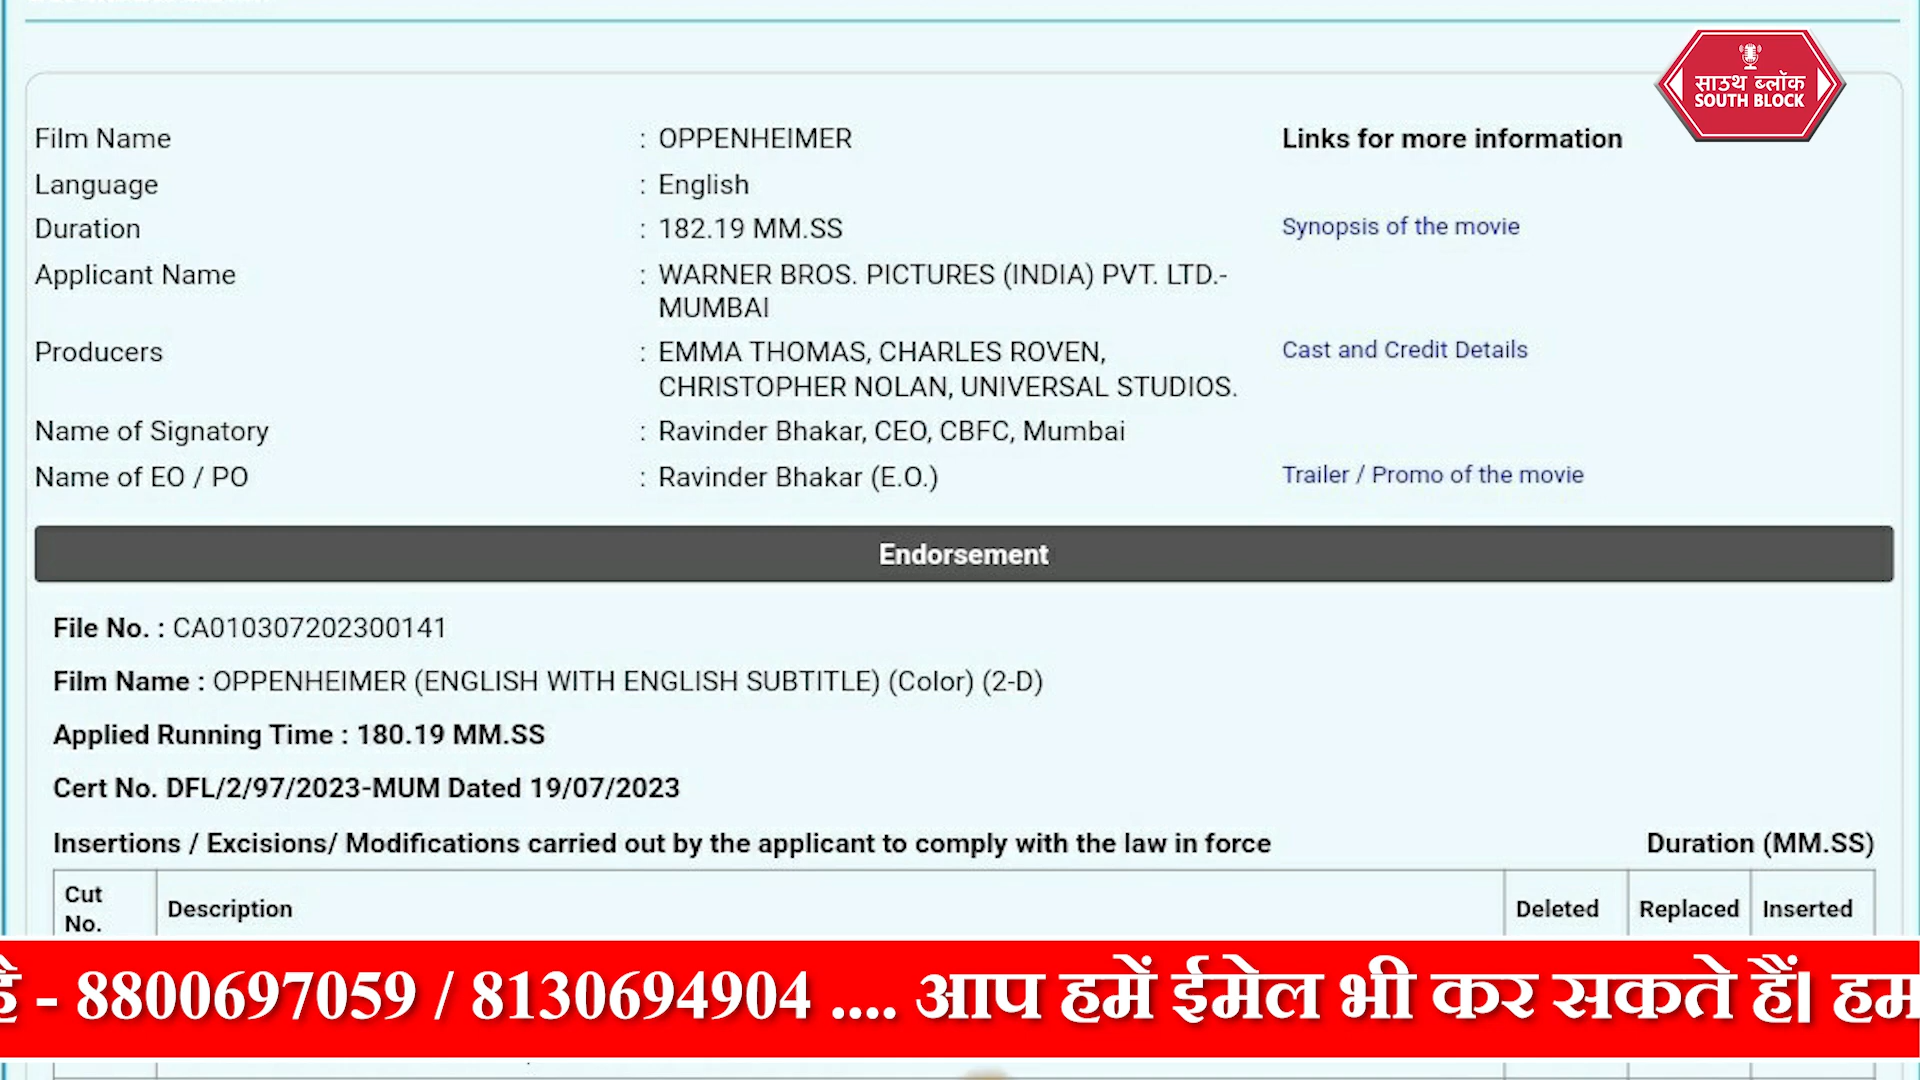 साउथ ब्लॉक
SOUTH BLOCK
Film Name : OPPENHEIMER
Links for more information
Language : English
Duration : 182.19 MM.SS
Synopsis of the movie
Applicant Name : WARNER BROS. PICTURES (INDIA) PVT. LTD.-
MUMBAI
Producers : EMMA THOMAS, CHARLES ROVEN,
CHRISTOPHER NOLAN, UNIVERSAL STUDIOS.
Cast and Credit Details
Name of Signatory : Ravinder Bhakar, CEO, CBFC, Mumbai
Name of EO / PO : Ravinder Bhakar (E.O.)
Trailer / Promo of the movie
Endorsement
File No. : CA010307202300141
Film Name : OPPENHEIMER (ENGLISH WITH ENGLISH SUBTITLE) (Color) (2-D)
Applied Running Time : 180.19 MM.SS
Cert No. DFL/2/97/2023-MUM Dated 19/07/2023
Insertions / Excisions/ Modifications carried out by the applicant to comply with the law in force Duration (MM.SS)
Cut
No.
Description
Deleted
Replaced
Inserted
है - 8800697059 / 8130694904 .... आप हमें ईमेल भी कर सकते हैं। हम